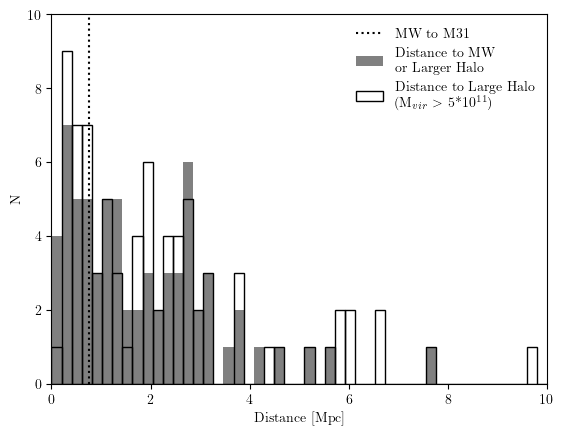 10
8
6
4
2
0
N
0
2
4
6
8
10
Distance [Mpc]
MW to M31
Distance to MW
or Larger Halo
Distance to Large Halo
(M_vir > 5*10^11)